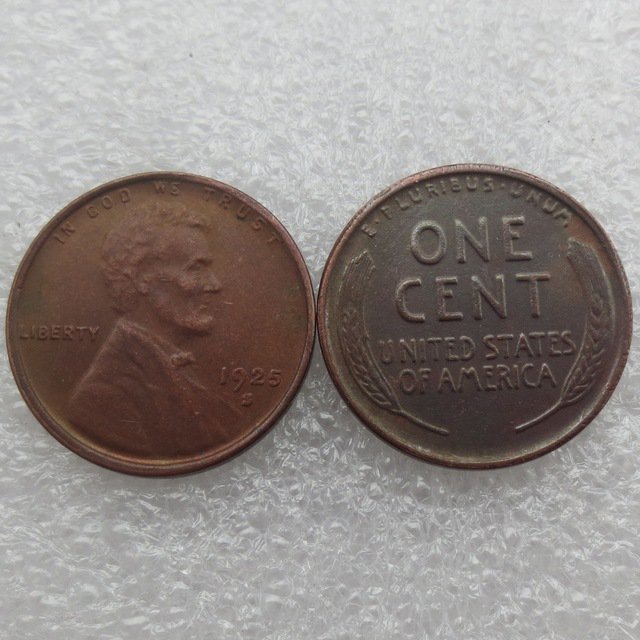 IN GOD WE TRUST
LIBERTY
1925
S
E·PLURIBUS·UNUM
ONE
CENT
UNITED STATES
OF AMERICA